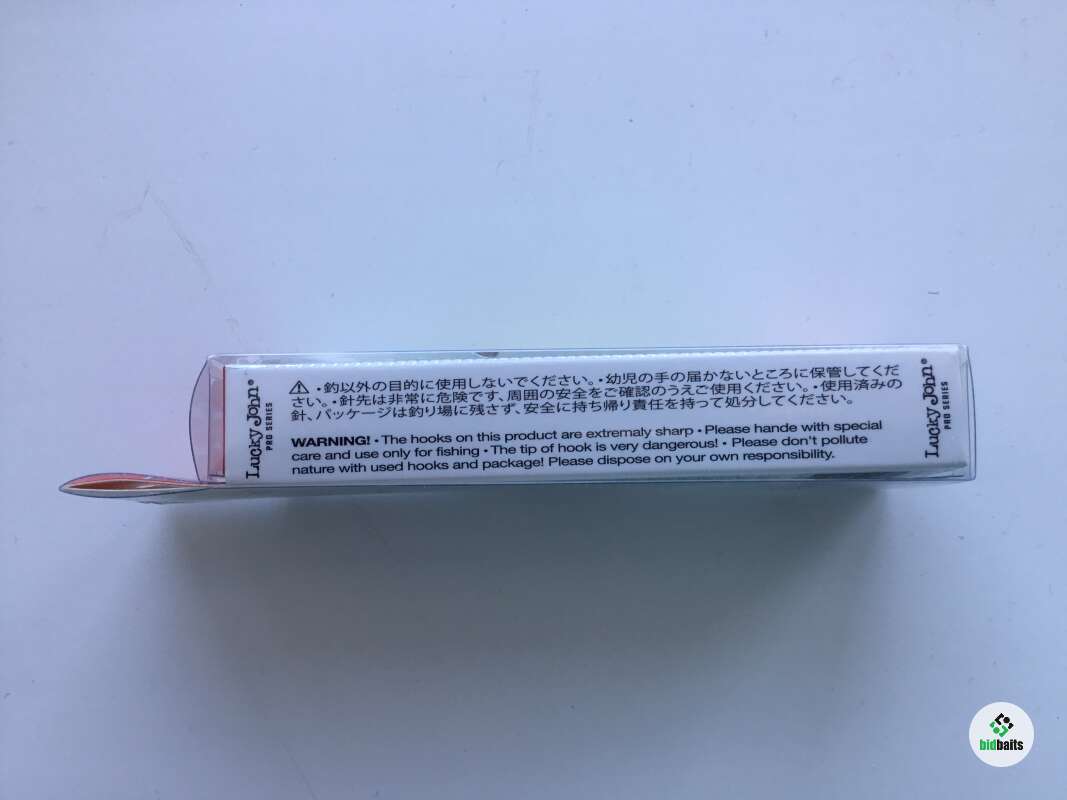 Lucky John®
PRO SERIES
⚠ ・釣以外の目的に使用しないでください。・幼児の手の届かないところに保管してくだ
さい。・針先は非常に危険です、周囲の安全をご確認のうえご使用ください。・使用済みの
針、パッケージは釣り場に残さず、安全に持ち帰り責任を持って処分してください。
WARNING! • The hooks on this product are extremaly sharp • Please hande with special
care and use only for fishing • The tip of hook is very dangerous! • Please don't pollute
nature with used hooks and package! Please dispose on your own responsibility.
Lucky John®
PRO SERIES
bidbaits